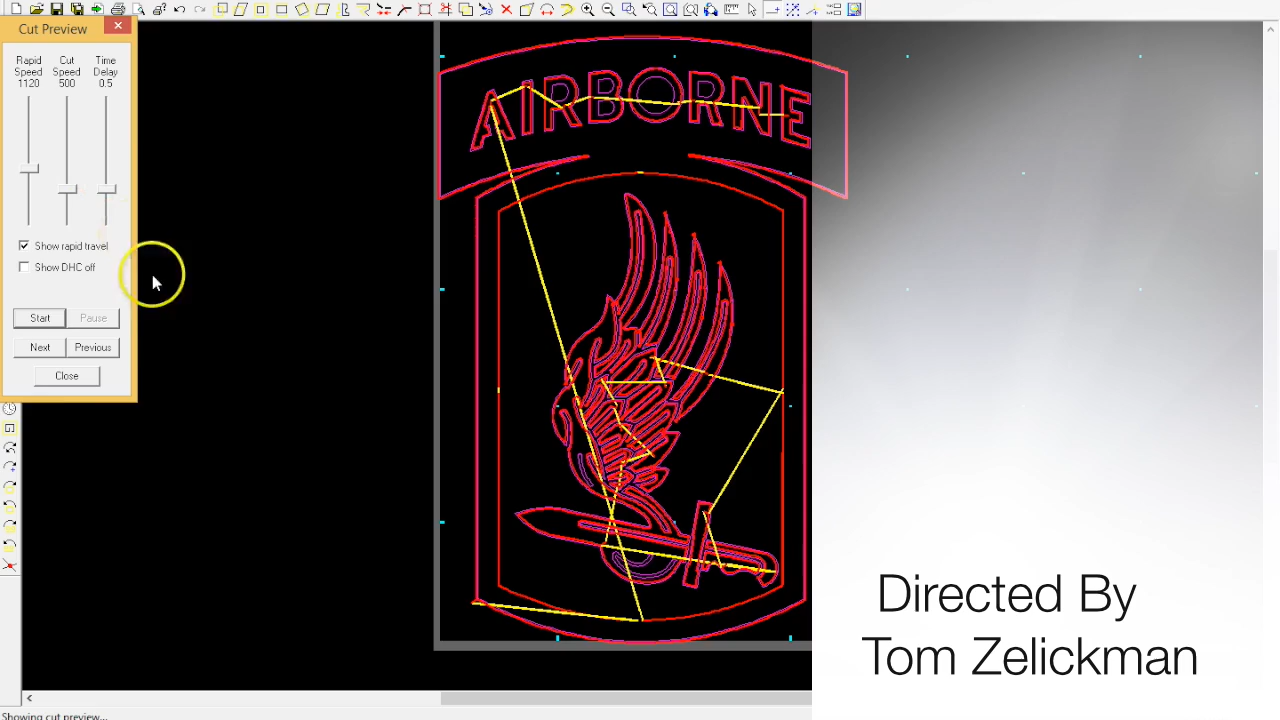 Cut Preview
Rapid Speed
1120
Cut Speed
500
Time Delay
0.5
Show rapid travel
Show DHC off
Start
Pause
Next
Previous
Close
AIRBORNE
Directed By
Tom Zelickman
Showing cut preview...